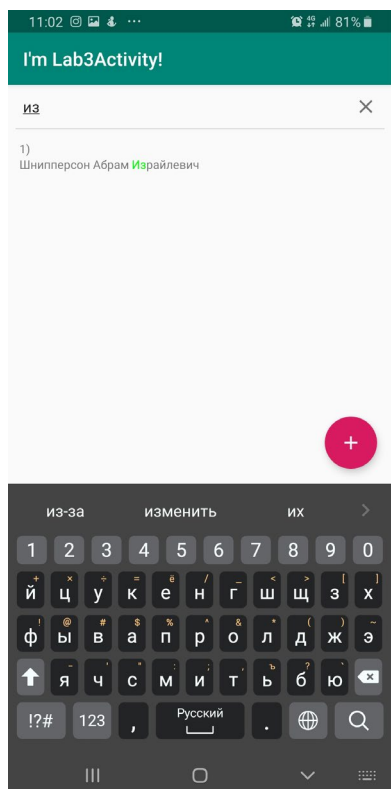 11:02 ··· 4G 81%
I'm Lab3Activity!
из
1)
Шнипперсон Абрам Израйлевич
+
из-за изменить их >
1 2 3 4 5 6 7 8 9 0
+ × ÷ = ё / _ < > [ ]
й ц у к е н г ш щ з х
! @ # $ % ^ & * ( ) ~
ф ы в а п р о л д ж э
- ' " : ; , ъ ? `
я ч с м и т ь б ю
!?# 123 , Русский .